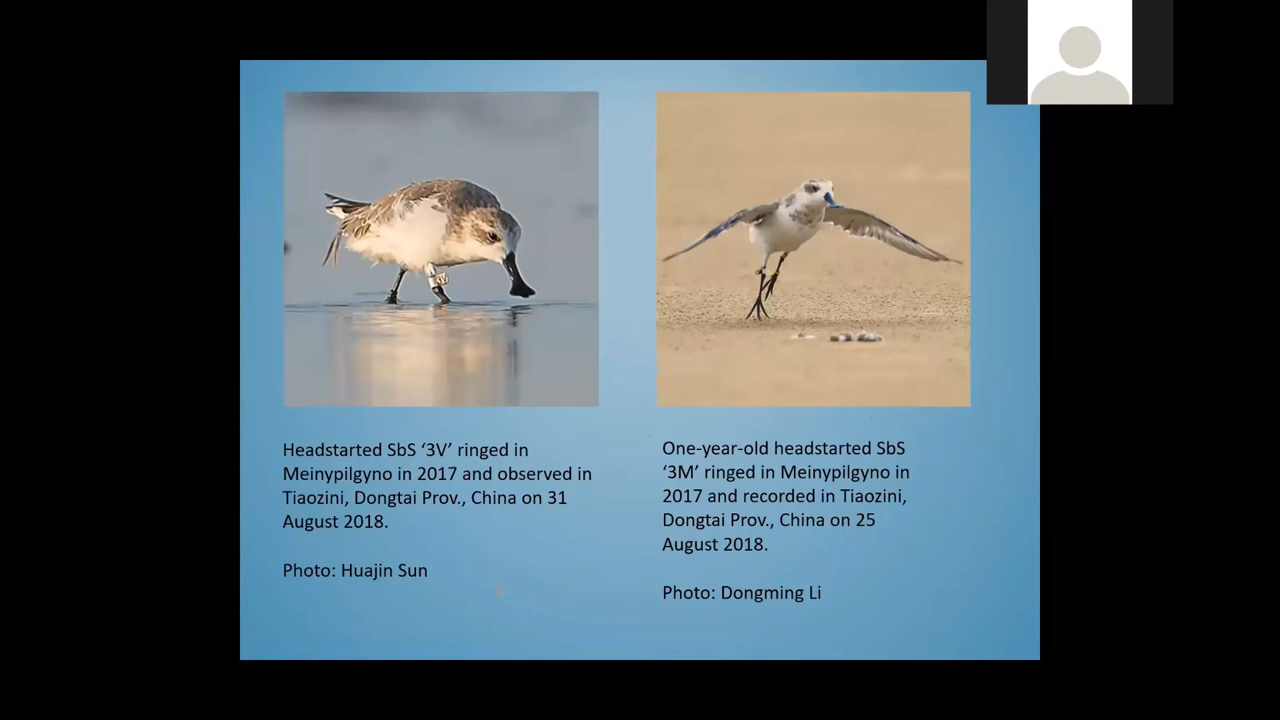 Headstarted SbS ‘3V’ ringed in
Meinypilgyno in 2017 and observed in
Tiaozini, Dongtai Prov., China on 31
August 2018.
Photo: Huajin Sun
One-year-old headstarted SbS
‘3M’ ringed in Meinypilgyno in
2017 and recorded in Tiaozini,
Dongtai Prov., China on 25
August 2018.
Photo: Dongming Li